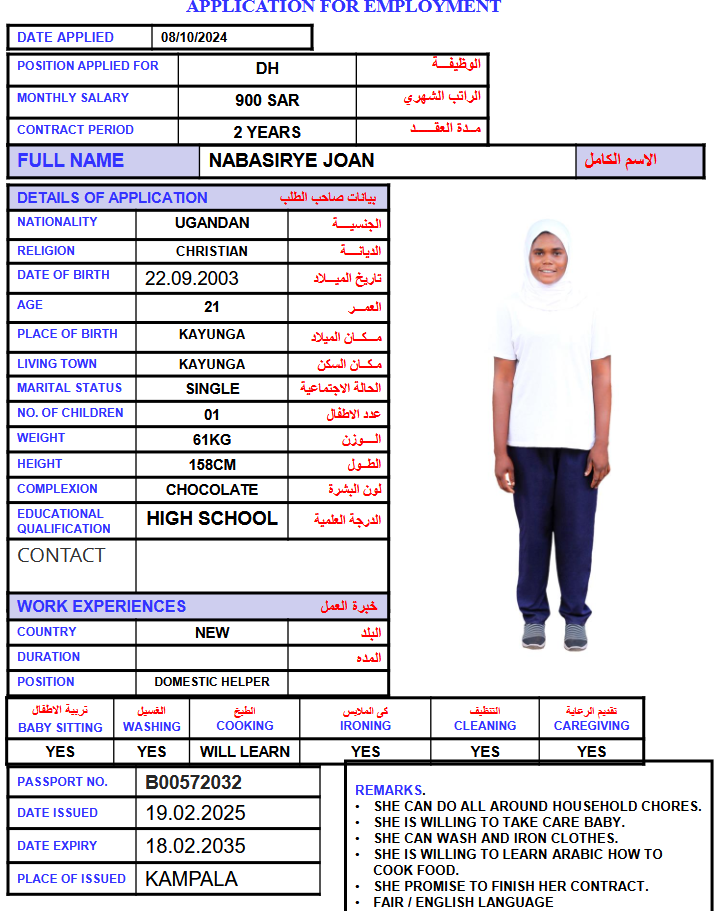 APPLICATION FOR EMPLOYMENT
DATE APPLIED 08/10/2024
POSITION APPLIED FOR DH الوظيفـــة
MONTHLY SALARY 900 SAR الراتب الشهري
CONTRACT PERIOD 2 YEARS مـدة العقـــد
FULL NAME NABASIRYE JOAN الاسم الكامل
DETAILS OF APPLICATION بيانات صاحب الطلب
NATIONALITY UGANDAN الجنسيـــة
RELIGION CHRISTIAN الديانـــة
DATE OF BIRTH 22.09.2003 تاريخ الميـــلاد
AGE 21 العمـــر
PLACE OF BIRTH KAYUNGA مـــكـــان الميلاد
LIVING TOWN KAYUNGA مكـان السكن
MARITAL STATUS SINGLE الحالة الاجتماعية
NO. OF CHILDREN 01 عدد الاطفال
WEIGHT 61KG الـــوزن
HEIGHT 158CM الطـول
COMPLEXION CHOCOLATE لون البشرة
EDUCATIONAL
QUALIFICATION HIGH SCHOOL الدرجة العلمية
CONTACT
WORK EXPERIENCES خبرة العمل
COUNTRY NEW البلد
DURATION المده
POSITION DOMESTIC HELPER
تربية الاطفال الغسيل الطبخ كي الملابس التنظيف تقديم الرعاية
BABY SITTING WASHING COOKING IRONING CLEANING CAREGIVING
YES YES WILL LEARN YES YES YES
PASSPORT NO. B00572032
DATE ISSUED 19.02.2025
DATE EXPIRY 18.02.2035
PLACE OF ISSUED KAMPALA
REMARKS.
• SHE CAN DO ALL AROUND HOUSEHOLD CHORES.
• SHE IS WILLING TO TAKE CARE BABY.
• SHE CAN WASH AND IRON CLOTHES.
• SHE IS WILLING TO LEARN ARABIC HOW TO
COOK FOOD.
• SHE PROMISE TO FINISH HER CONTRACT.
• FAIR / ENGLISH LANGUAGE